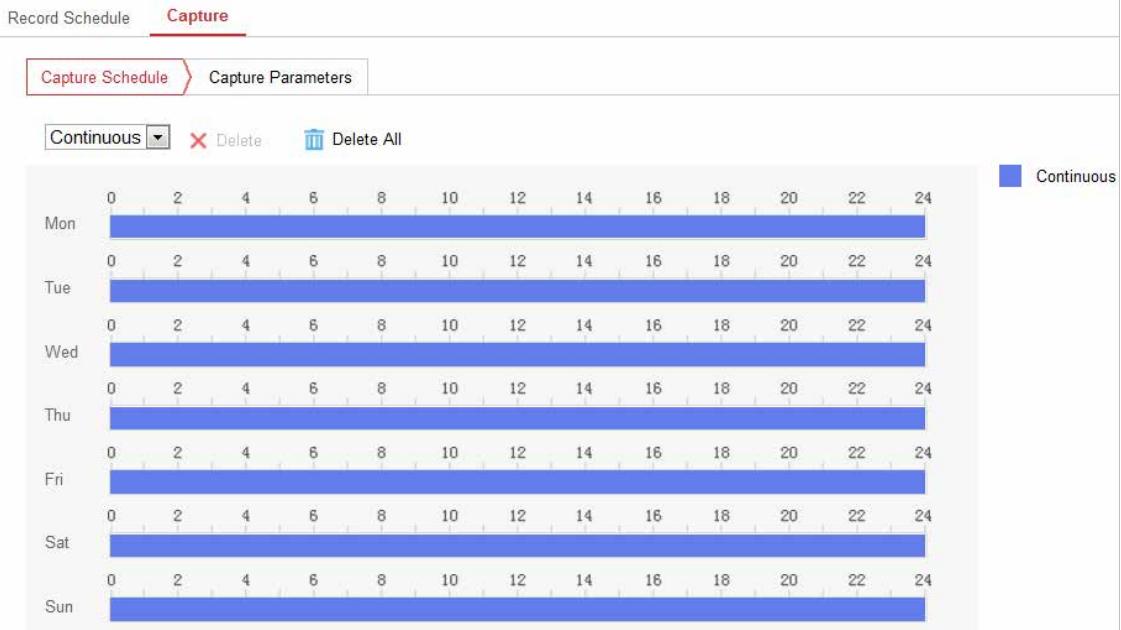 Record Schedule Capture
Capture Schedule Capture Parameters
Continuous Delete Delete All
Continuous
0 2 4 6 8 10 12 14 16 18 20 22 24
Mon
0 2 4 6 8 10 12 14 16 18 20 22 24
Tue
0 2 4 6 8 10 12 14 16 18 20 22 24
Wed
0 2 4 6 8 10 12 14 16 18 20 22 24
Thu
0 2 4 6 8 10 12 14 16 18 20 22 24
Fri
0 2 4 6 8 10 12 14 16 18 20 22 24
Sat
0 2 4 6 8 10 12 14 16 18 20 22 24
Sun